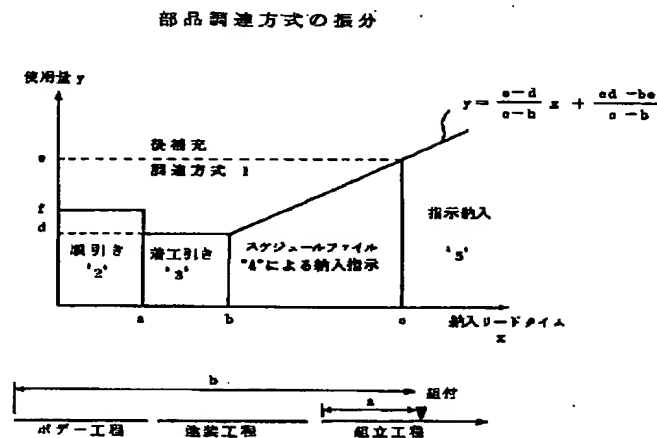 部品調達方式の振分
使用量 y
y = e-d / c-b x + cd-be / c-b
e
後補充
調達方式 1
f
d
順引き
'2'
着工引き
'3'
スケジュールファイル
"4"による納入指示
指示納入
'5'
a
b
c
納入リードタイム
x
b
組付
a
ボデー工程
塗装工程
組立工程